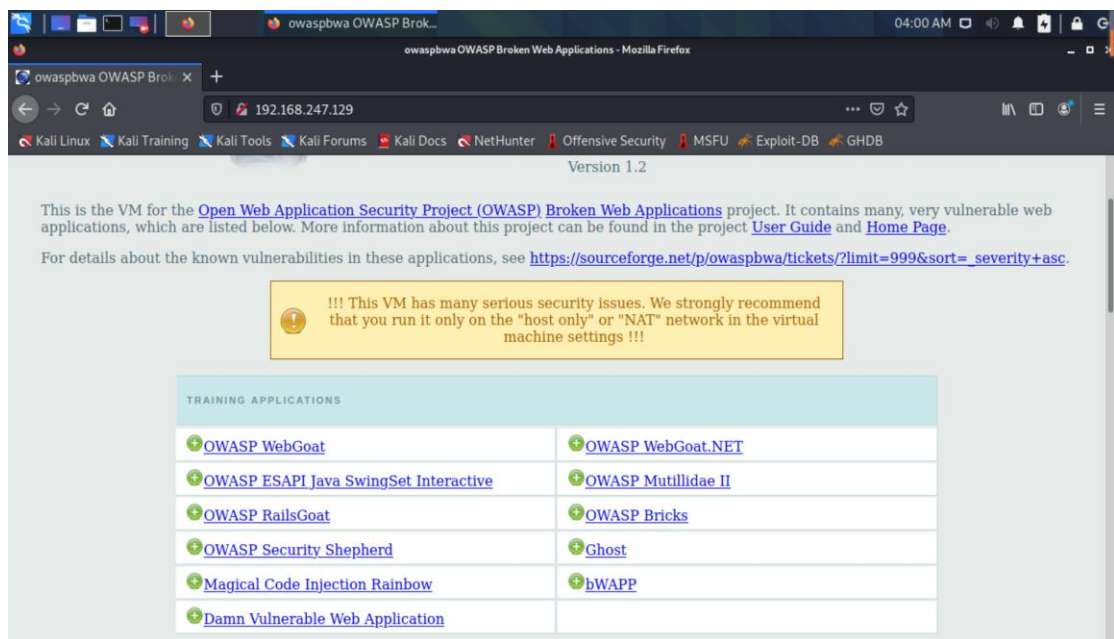 owaspbwa OWASP Brok...
04:00 AM
G
owaspbwa OWASP Broken Web Applications - Mozilla Firefox
owaspbwa OWASP Brok
192.168.247.129
Kali Linux Kali Training Kali Tools Kali Forums Kali Docs NetHunter Offensive Security MSFU Exploit-DB GHDB
Version 1.2
This is the VM for the Open Web Application Security Project (OWASP) Broken Web Applications project. It contains many, very vulnerable web
applications, which are listed below. More information about this project can be found in the project User Guide and Home Page.
For details about the known vulnerabilities in these applications, see https://sourceforge.net/p/owaspbwa/tickets/?limit=999&sort=_severity+asc.
!!! This VM has many serious security issues. We strongly recommend
that you run it only on the "host only" or "NAT" network in the virtual
machine settings !!!
TRAINING APPLICATIONS
OWASP WebGoat
OWASP WebGoat.NET
OWASP ESAPI Java SwingSet Interactive
OWASP Mutillidae II
OWASP RailsGoat
OWASP Bricks
OWASP Security Shepherd
Ghost
Magical Code Injection Rainbow
bWAPP
Damn Vulnerable Web Application